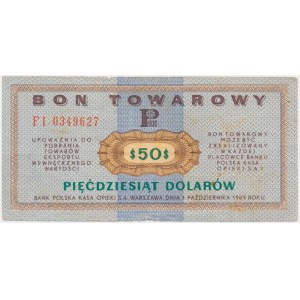 BON TOWAROWY
FI 0349627
P
UPOWAŻNIA DO
POBRANIA
TOWARÓW
EKSPORTU
WEWNĘTRZNEGO
WARTOŚCI
$50$
BON TOWAROWY
MOŻE BYĆ
ZREALIZOWANY
W KAŻDEJ
PLACÓWCE BANKU
POLSKA KASA
OPIEKI S.A.
PIĘĆDZIESIĄT DOLARÓW
BANK POLSKA KASA OPIEKI S.A. WARSZAWA, DNIA 1 PAŹDZIERNIKA 1969 ROKU